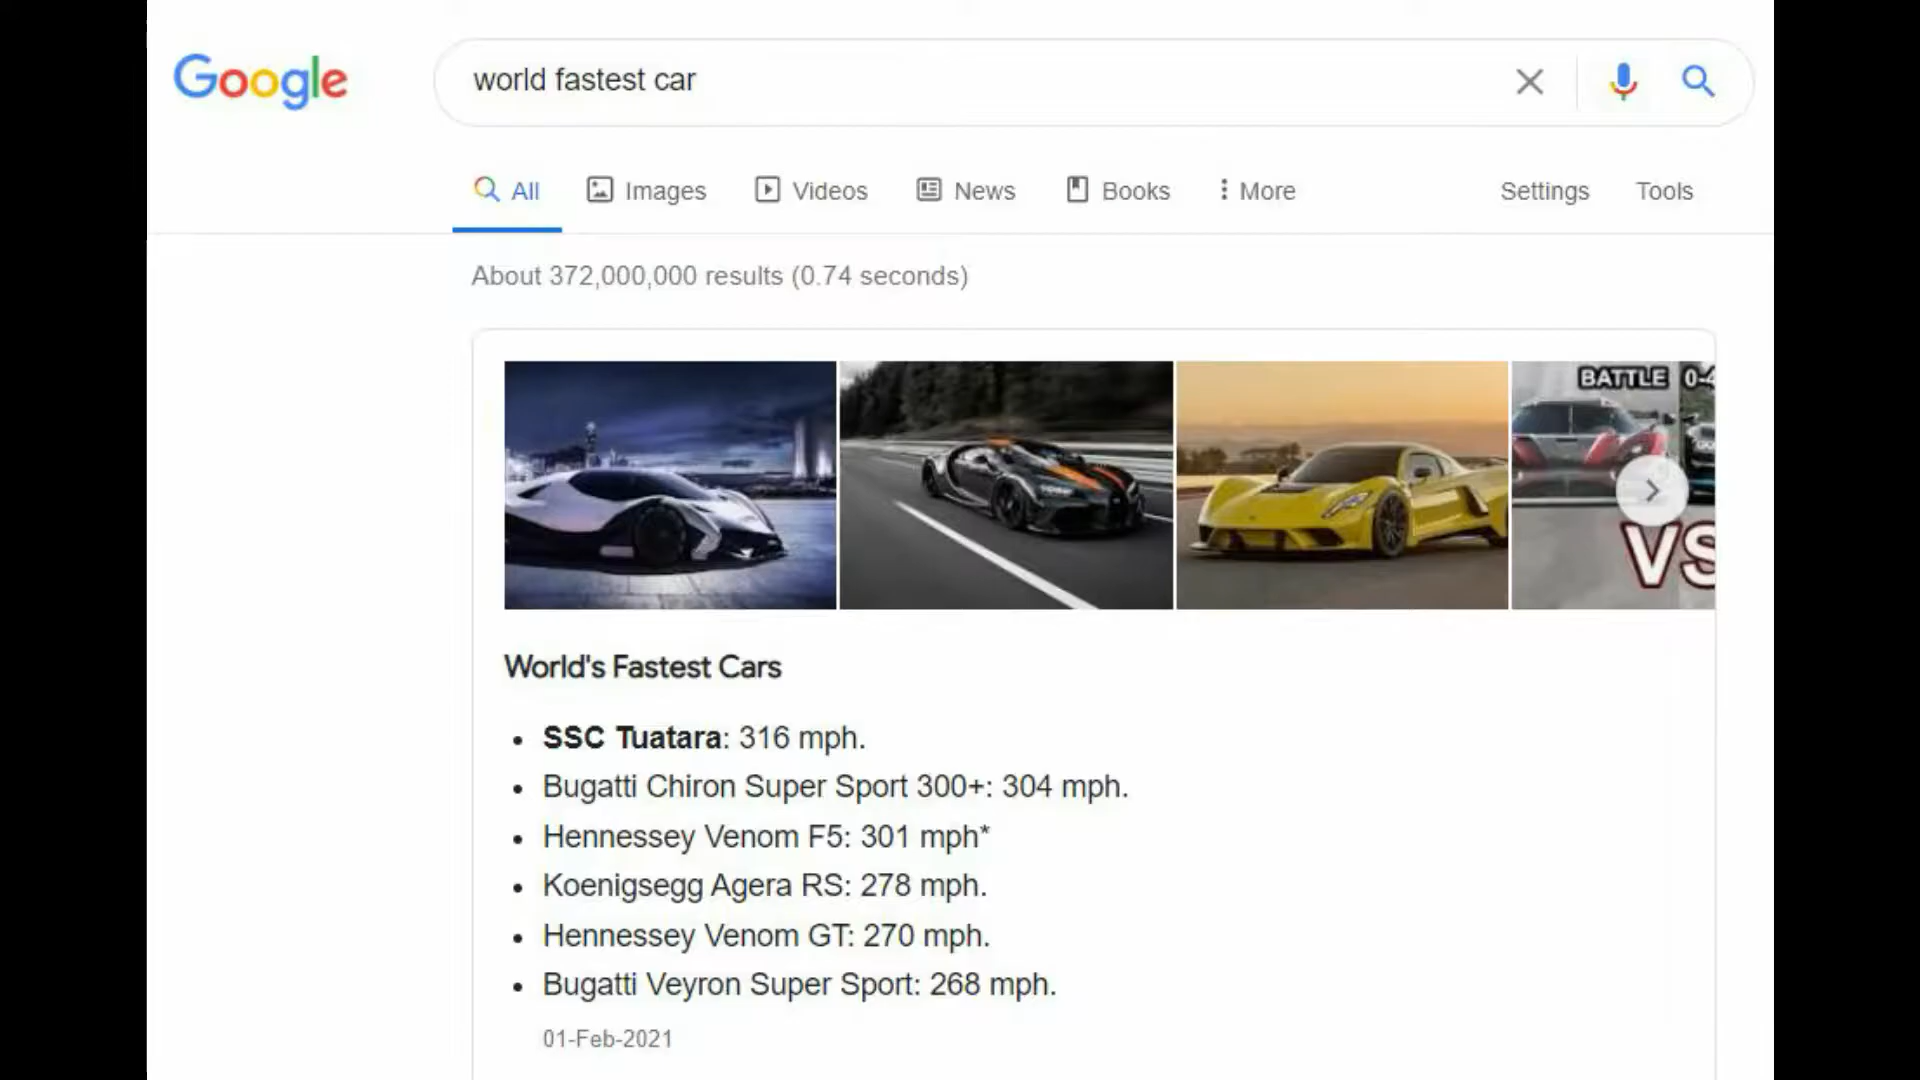 Google
world fastest car
All Images Videos News Books More Settings Tools
About 372,000,000 results (0.74 seconds)
BATTLE 0-4
VS
World's Fastest Cars
SSC Tuatara: 316 mph.
Bugatti Chiron Super Sport 300+: 304 mph.
Hennessey Venom F5: 301 mph*
Koenigsegg Agera RS: 278 mph.
Hennessey Venom GT: 270 mph.
Bugatti Veyron Super Sport: 268 mph.
01-Feb-2021